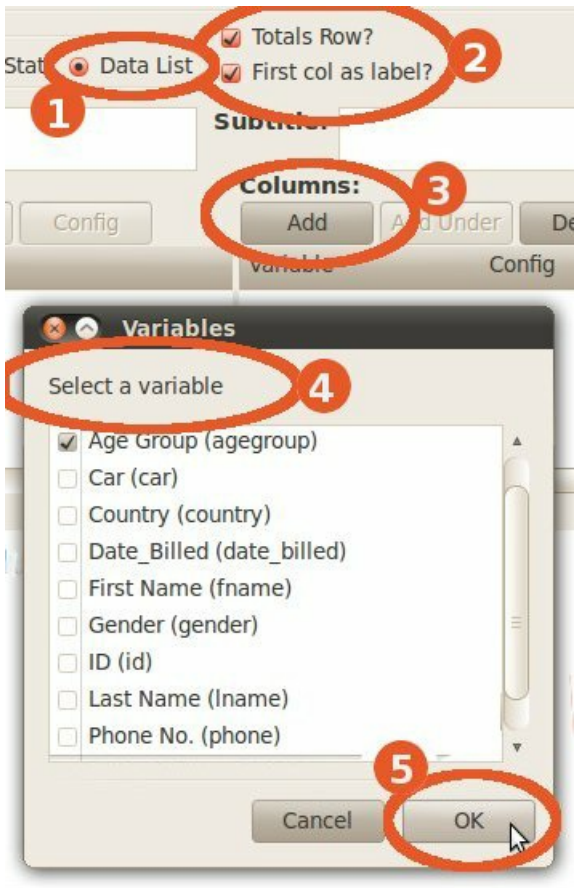 Totals Row?
2
Stat
Data List
First col as label?
1
Subtitle:
Columns:
3
Config
Add
Add Under
De
Variable
Config
Variables
Select a variable
4
Age Group (agegroup)
Car (car)
Country (country)
Date_Billed (date_billed)
First Name (fname)
Gender (gender)
ID (id)
Last Name (lname)
Phone No. (phone)
5
Cancel
OK